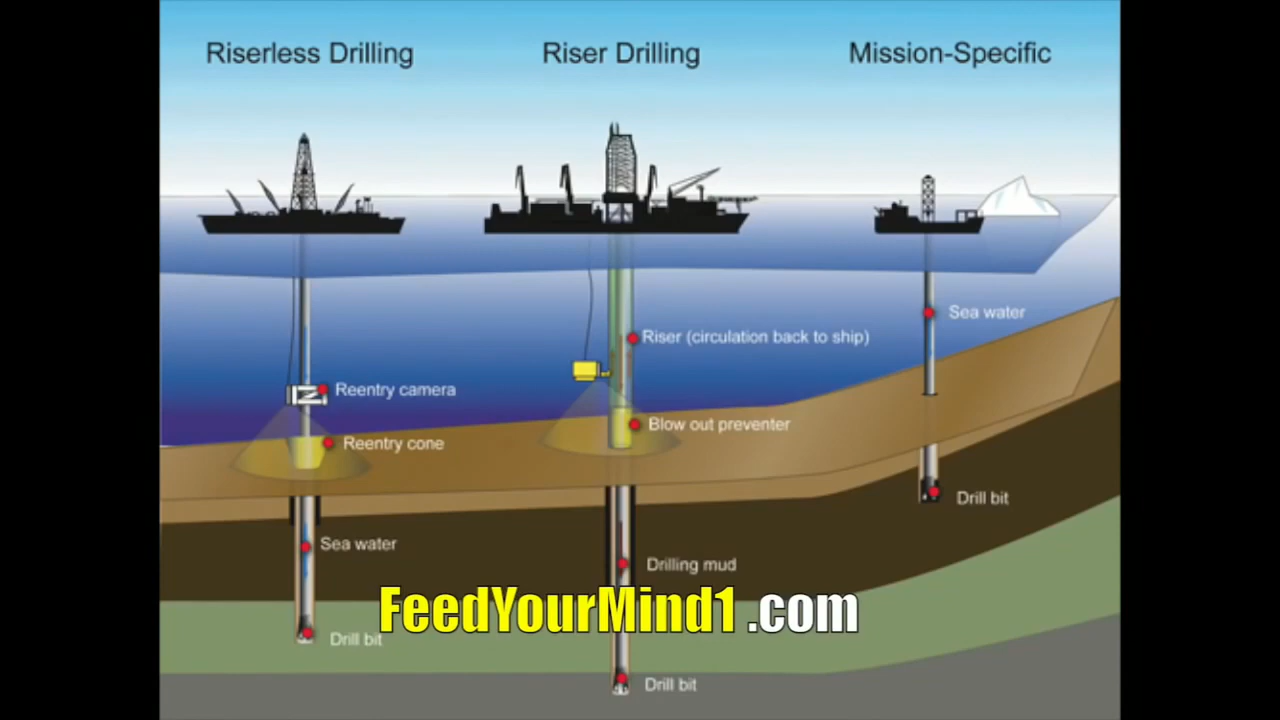 Riserless Drilling
Riser Drilling
Mission-Specific
Sea water
Riser (circulation back to ship)
Reentry camera
Blow out preventer
Reentry cone
Drill bit
Sea water
Drilling mud
FeedYourMind1 .com
Drill bit
Drill bit